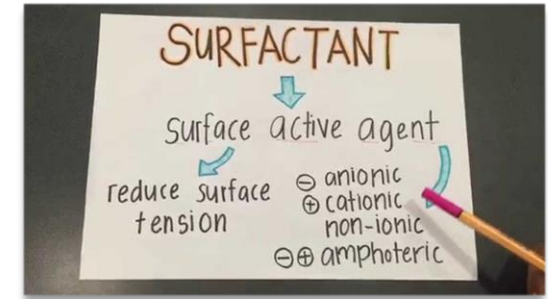 SURFACTANT
surface active agent
reduce surface
tension
⊖ anionic
⊕ cationic
non-ionic
⊖⊕ amphoteric